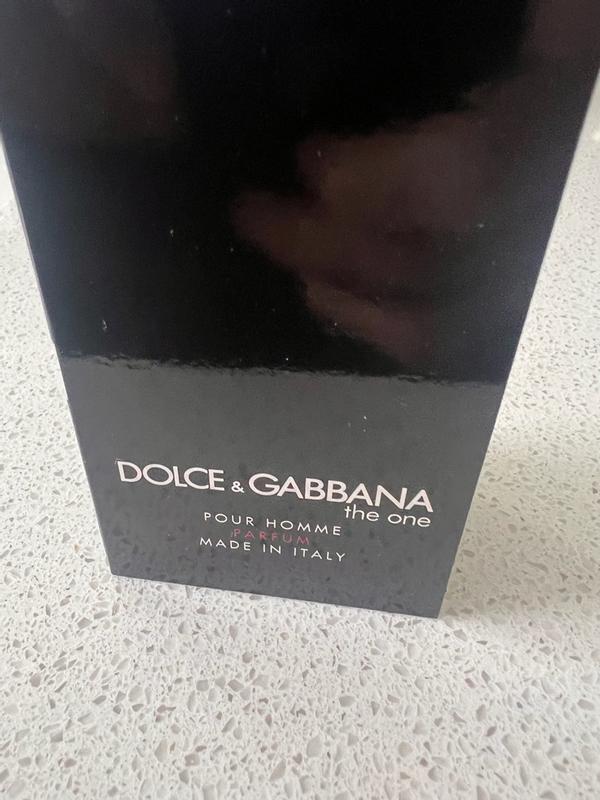 DOLCE & GABBANA
the one
POUR HOMME
PARFUM
MADE IN ITALY